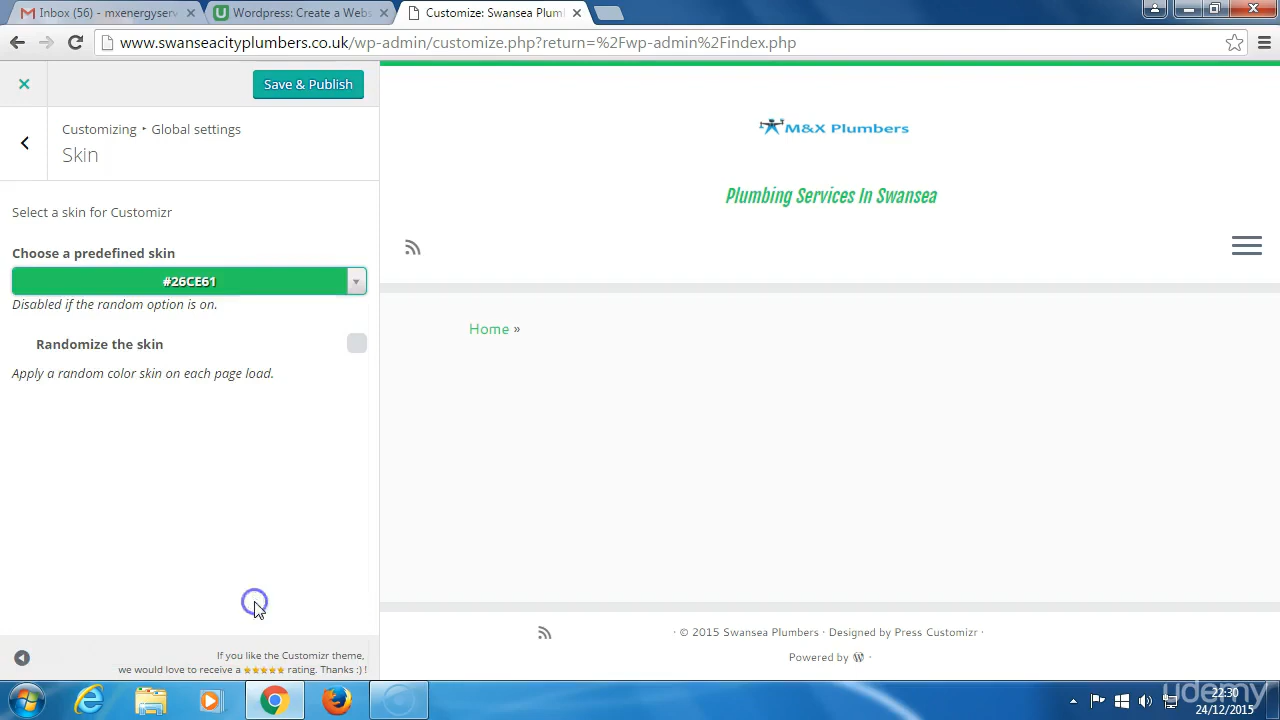 Inbox (56) - mxenergyserv
Wordpress: Create a Webs
Customize: Swansea Plum
www.swanseacityplumbers.co.uk/wp-admin/customize.php?return=%2Fwp-admin%2Findex.php
Save & Publish
Customizing ‣ Global settings
Skin
Select a skin for Customizr
Choose a predefined skin
#26CE61
Disabled if the random option is on.
Randomize the skin
Apply a random color skin on each page load.
If you like the Customizr theme,
we would love to receive a ★★★★★ rating. Thanks :) !
M&X Plumbers
Plumbing Services In Swansea
Home »
· © 2015 Swansea Plumbers · Designed by Press Customizr ·
Powered by ·
udemy
22:30
24/12/2015